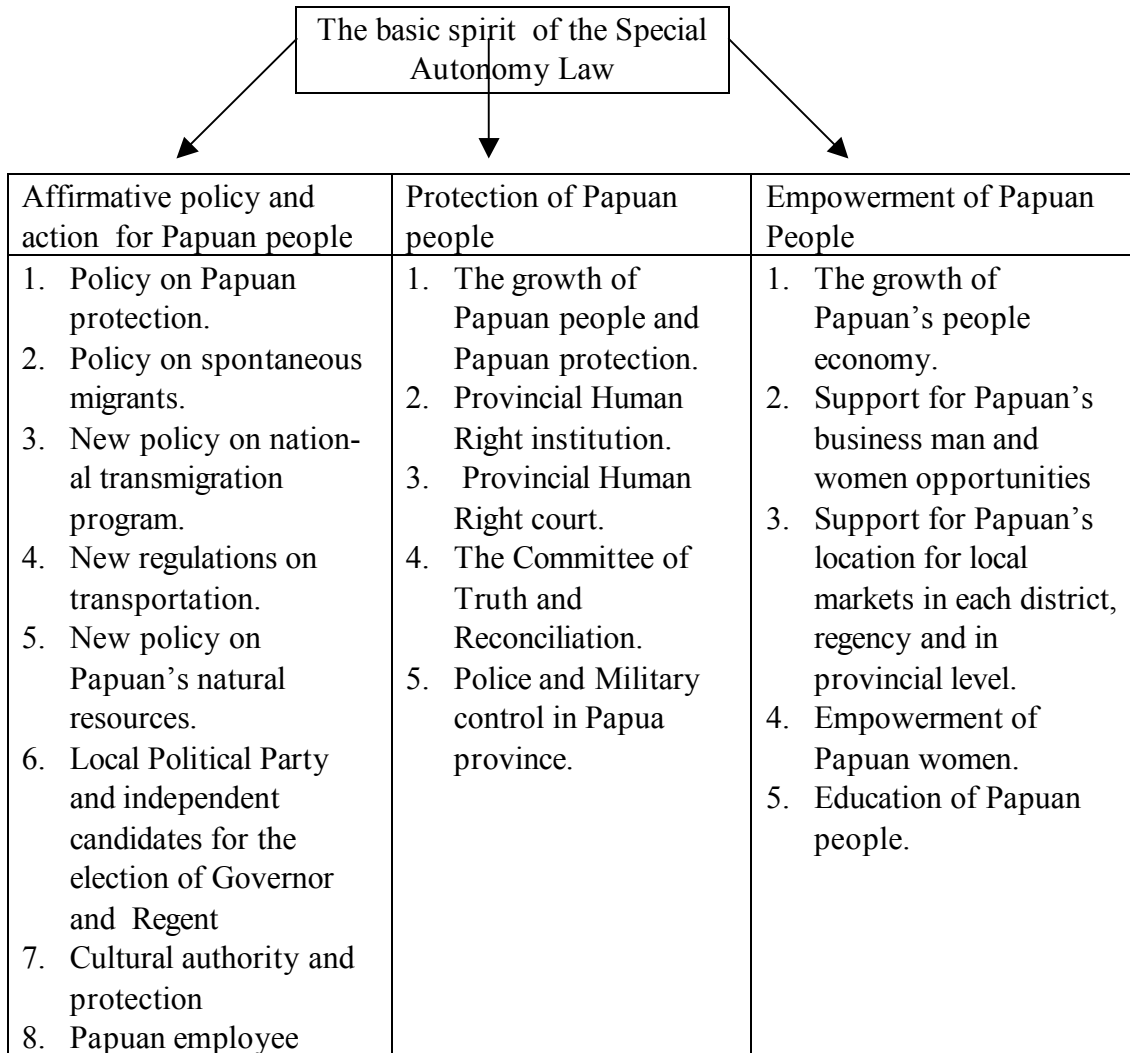 The basic spirit of the Special
Autonomy Law
Affirmative policy and
action for Papuan people
1. Policy on Papuan
protection.
2. Policy on spontaneous
migrants.
3. New policy on nation-
al transmigration
program.
4. New regulations on
transportation.
5. New policy on
Papuan’s natural
resources.
6. Local Political Party
and independent
candidates for the
election of Governor
and Regent
7. Cultural authority and
protection
8. Papuan employee
Protection of Papuan
people
1. The growth of
Papuan people and
Papuan protection.
2. Provincial Human
Right institution.
3. Provincial Human
Right court.
4. The Committee of
Truth and
Reconciliation.
5. Police and Military
control in Papua
province.
Empowerment of Papuan
People
1. The growth of
Papuan’s people
economy.
2. Support for Papuan’s
business man and
women opportunities
3. Support for Papuan’s
location for local
markets in each district,
regency and in
provincial level.
4. Empowerment of
Papuan women.
5. Education of Papuan
people.